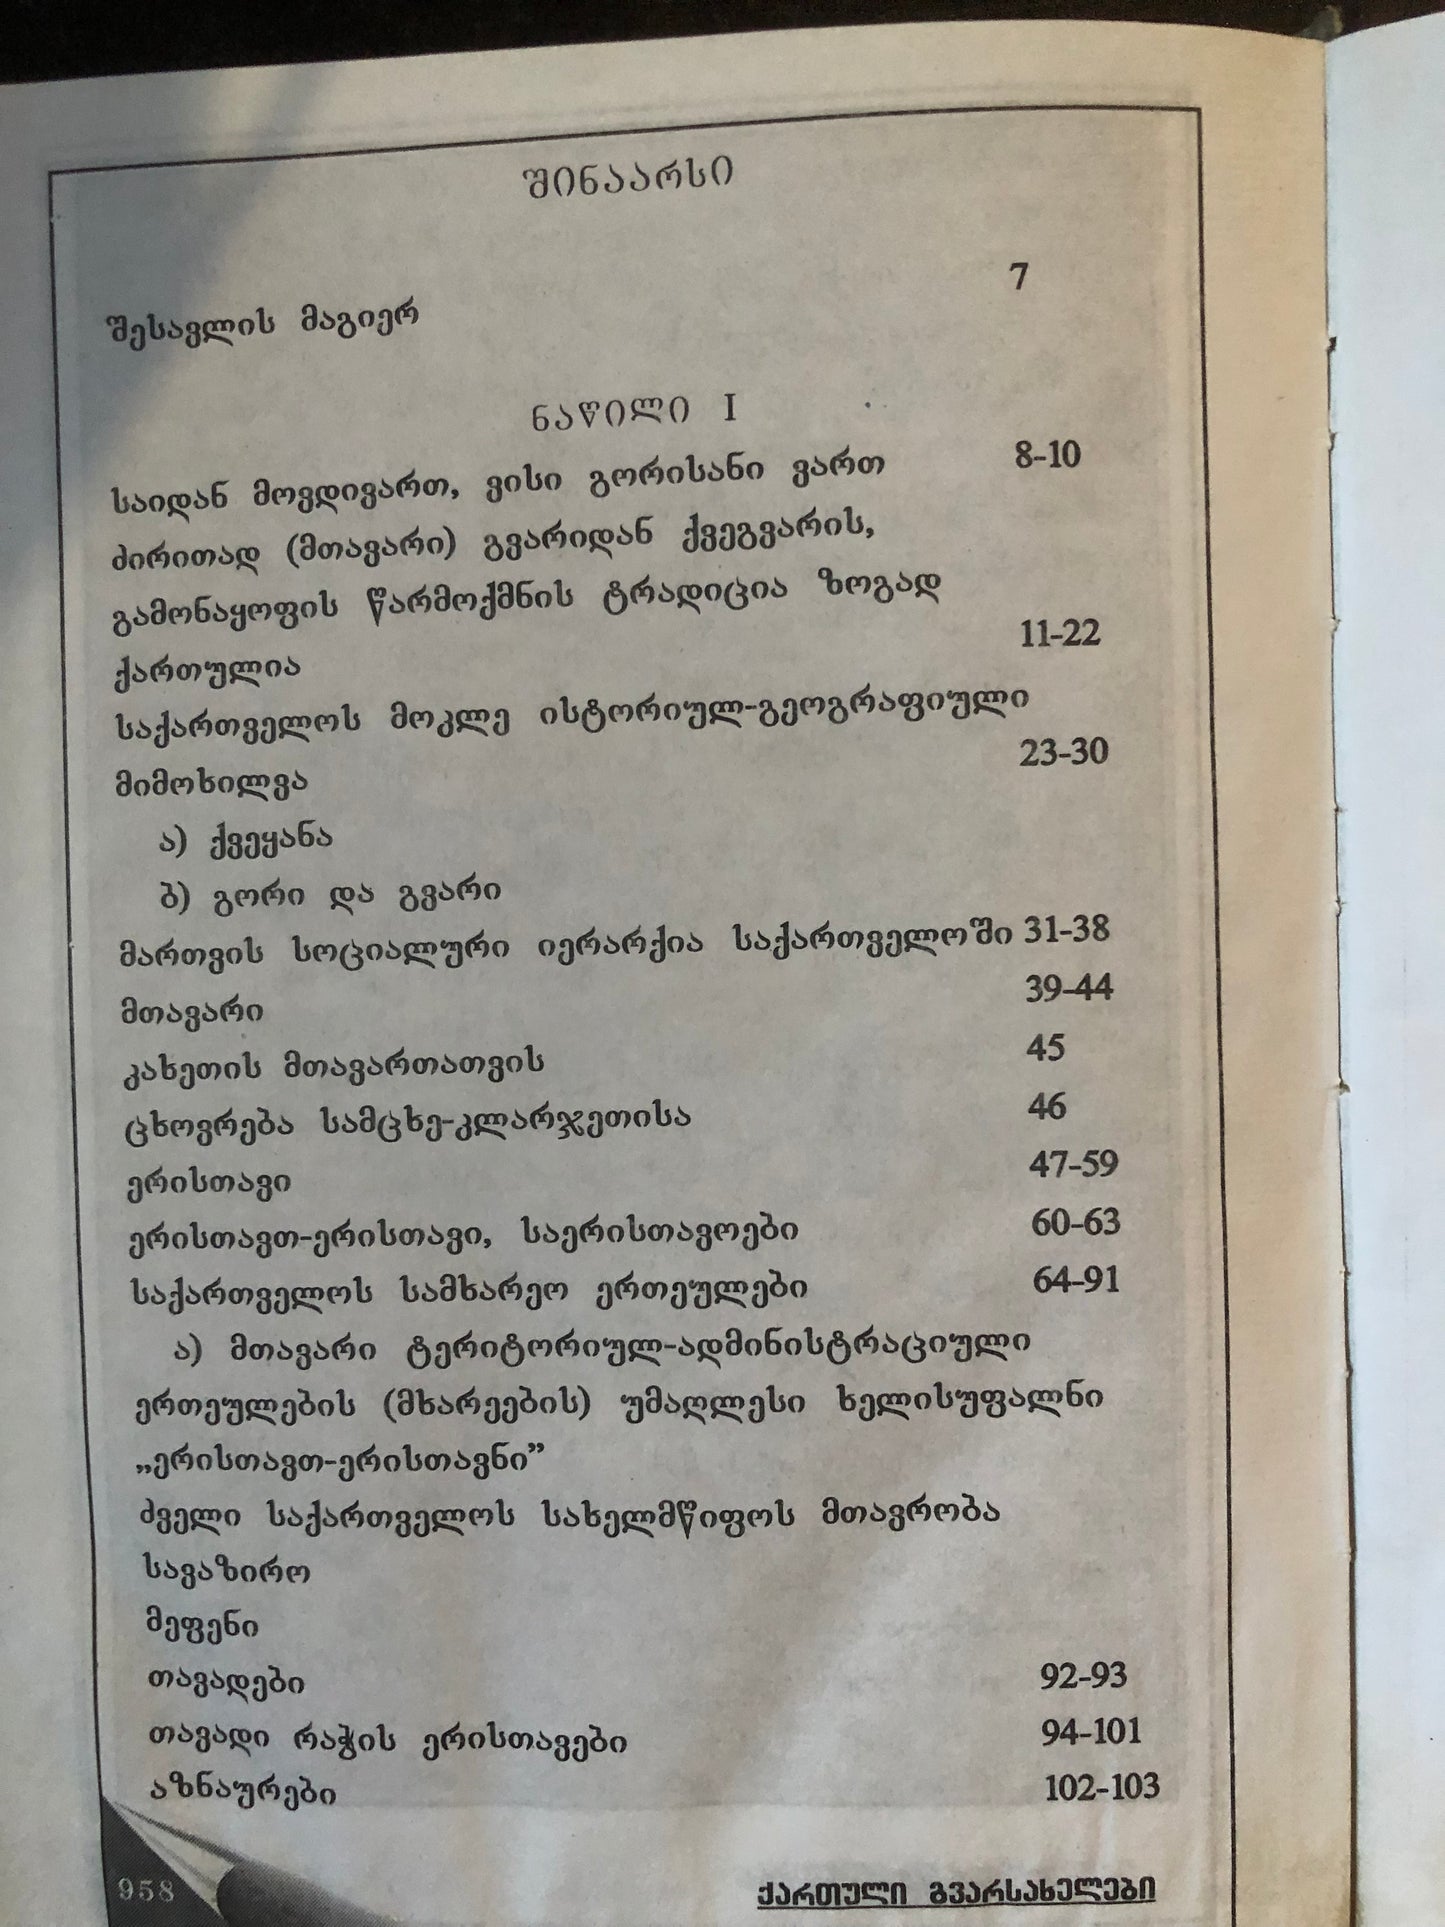 შინაარსი
შესავლის მაგიერ 7
ნაწილი I
საიდან მოვდივართ, ვისი გორისანი ვართ 8-10
ძირითად (მთავარი) გვარიდან ქვეგვარის,
გამონაყოფის წარმოქმნის ტრადიცია ზოგად
ქართულია 11-22
საქართველოს მოკლე ისტორიულ-გეოგრაფიული
მიმოხილვა 23-30
ა) ქვეყანა
ბ) გორი და გვარი
მართვის სოციალური იერარქია საქართველოში 31-38
მთავარი 39-44
კახეთის მთავართათვის 45
ცხოვრება სამცხე-კლარჯეთისა 46
ერისთავი 47-59
ერისთავთ-ერისთავი, საერისთავოები 60-63
საქართველოს სამხარეო ერთეულები 64-91
ა) მთავარი ტერიტორიულ-ადმინისტრაციული
ერთეულების (მხარეების) უმაღლესი ხელისუფალნი
„ერისთავთ-ერისთავნი”
ძველი საქართველოს სახელმწიფოს მთავრობა
სავაზირო
მეფენი
თავადები 92-93
თავადი რაჭის ერისთავები 94-101
აზნაურები 102-103
958 ქართული გვარსახელები